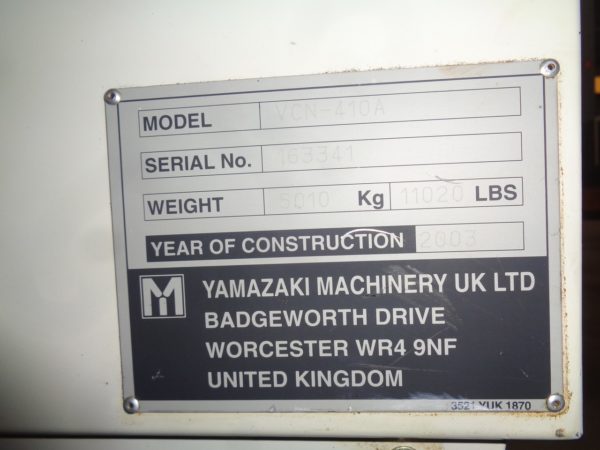 MODEL VCN-410A
SERIAL No. 163341
WEIGHT 5010 Kg 11020 LBS
YEAR OF CONSTRUCTION 2003
M YAMAZAKI MACHINERY UK LTD
BADGEWORTH DRIVE
WORCESTER WR4 9NF
UNITED KINGDOM
3521 YUK 1870